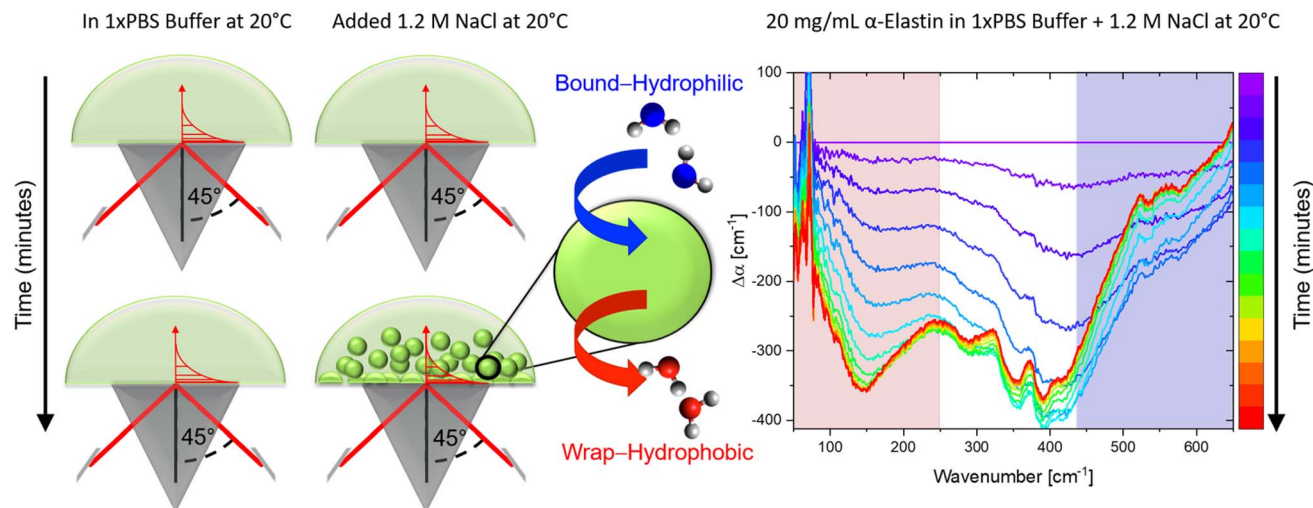 In 1xPBS Buffer at 20°C
Added 1.2 M NaCl at 20°C
20 mg/mL α-Elastin in 1xPBS Buffer + 1.2 M NaCl at 20°C
Time (minutes)
45°
45°
45°
45°
Bound–Hydrophilic
Wrap–Hydrophobic
100
0
-100
-200
-300
-400
Δα [cm⁻¹]
100
200
300
400
500
600
Wavenumber [cm⁻¹]
Time (minutes)